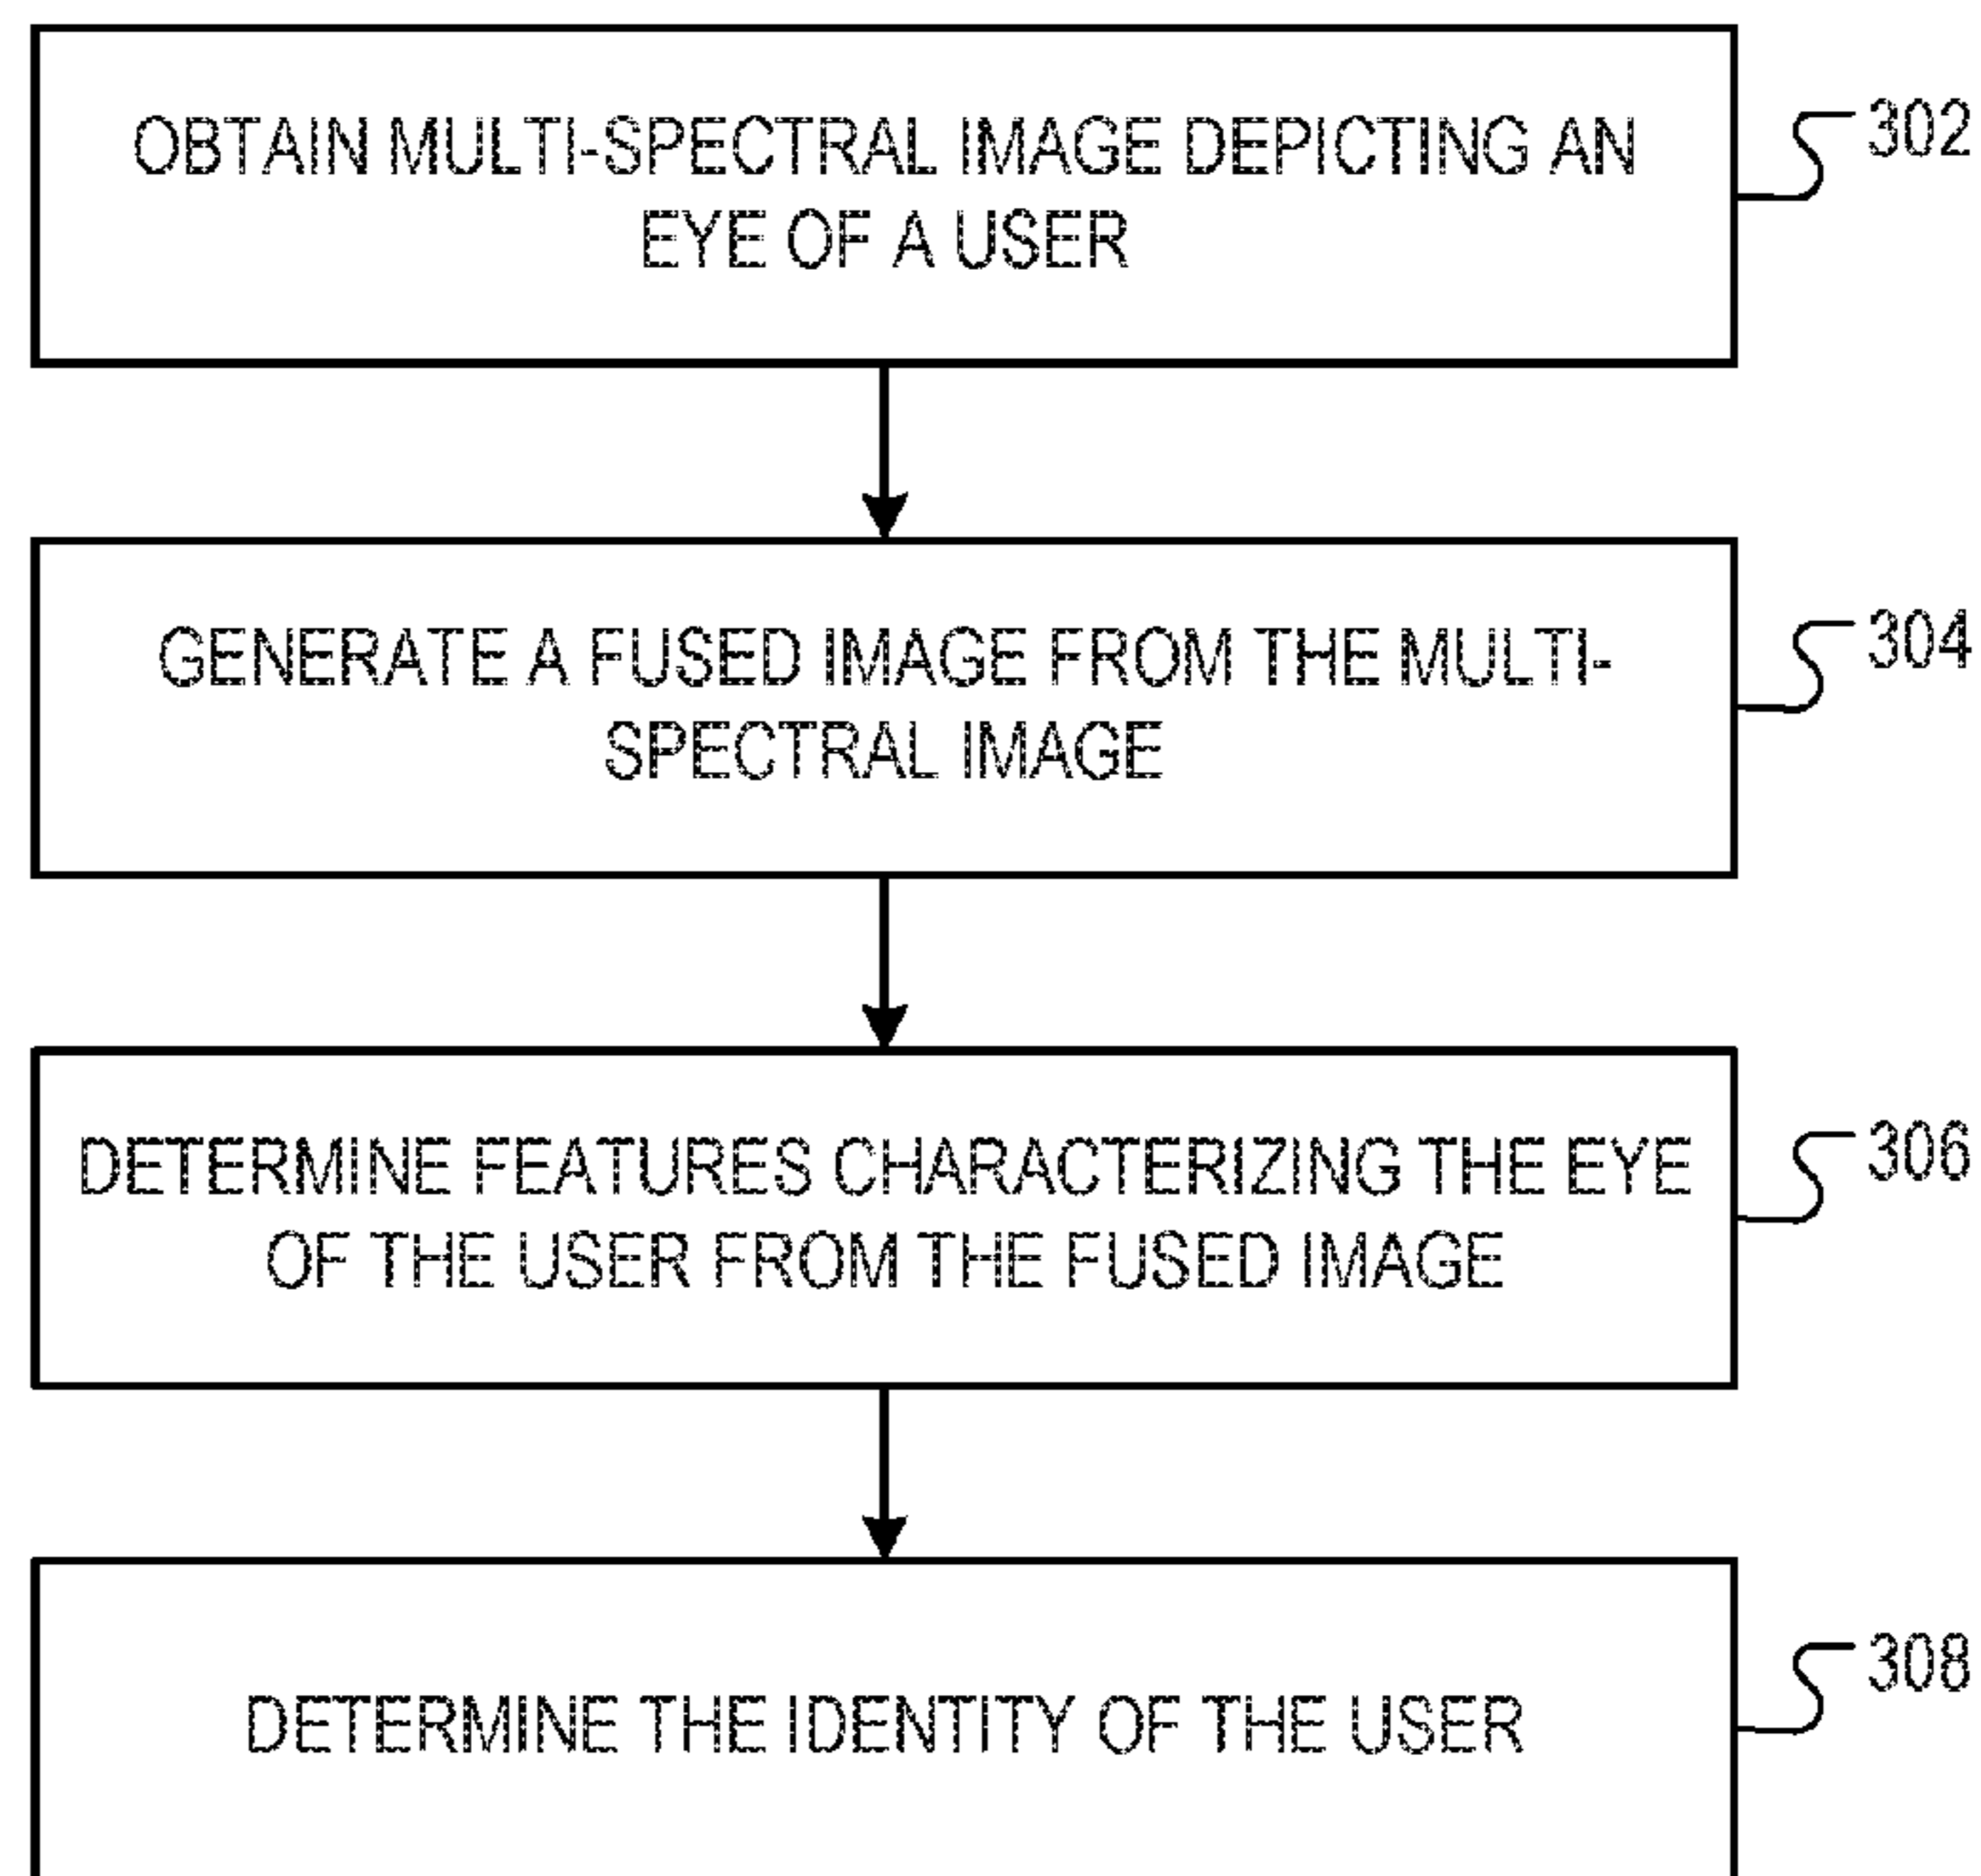 OBTAIN MULTI-SPECTRAL IMAGE DEPICTING AN
EYE OF A USER
302
GENERATE A FUSED IMAGE FROM THE MULTI-
SPECTRAL IMAGE
304
DETERMINE FEATURES CHARACTERIZING THE EYE
OF THE USER FROM THE FUSED IMAGE
306
DETERMINE THE IDENTITY OF THE USER
308